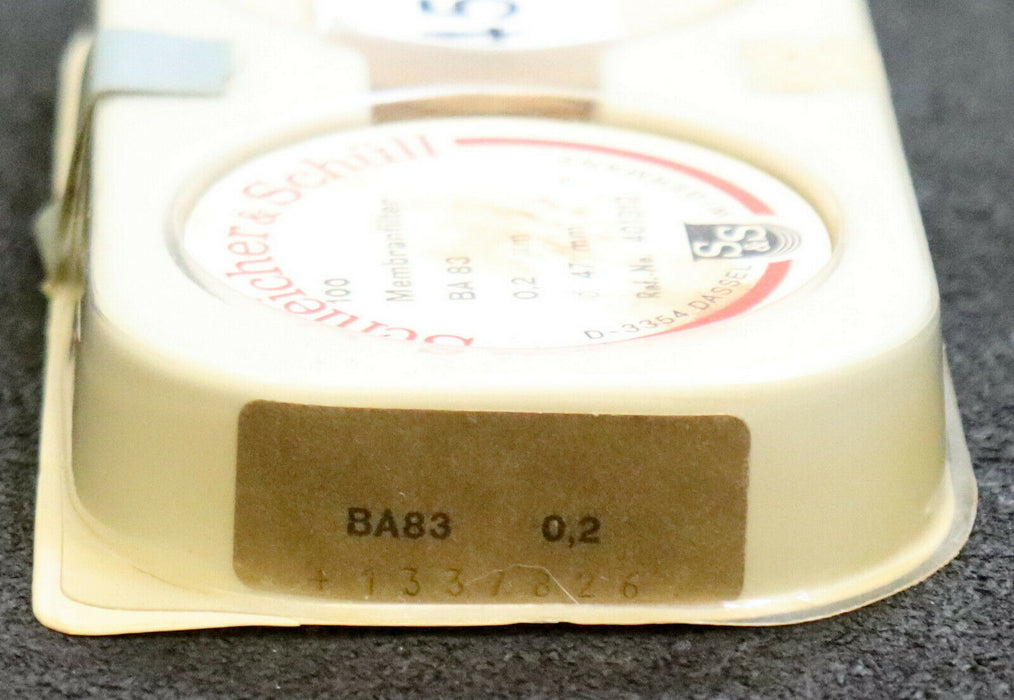 Schleicher & Schüll
100
Membranfilter
BA 83
0.2 µm
47 mm
Ref. No. 401312
S&S
D-3354 DASSEL
BA83 0,2
+1337826